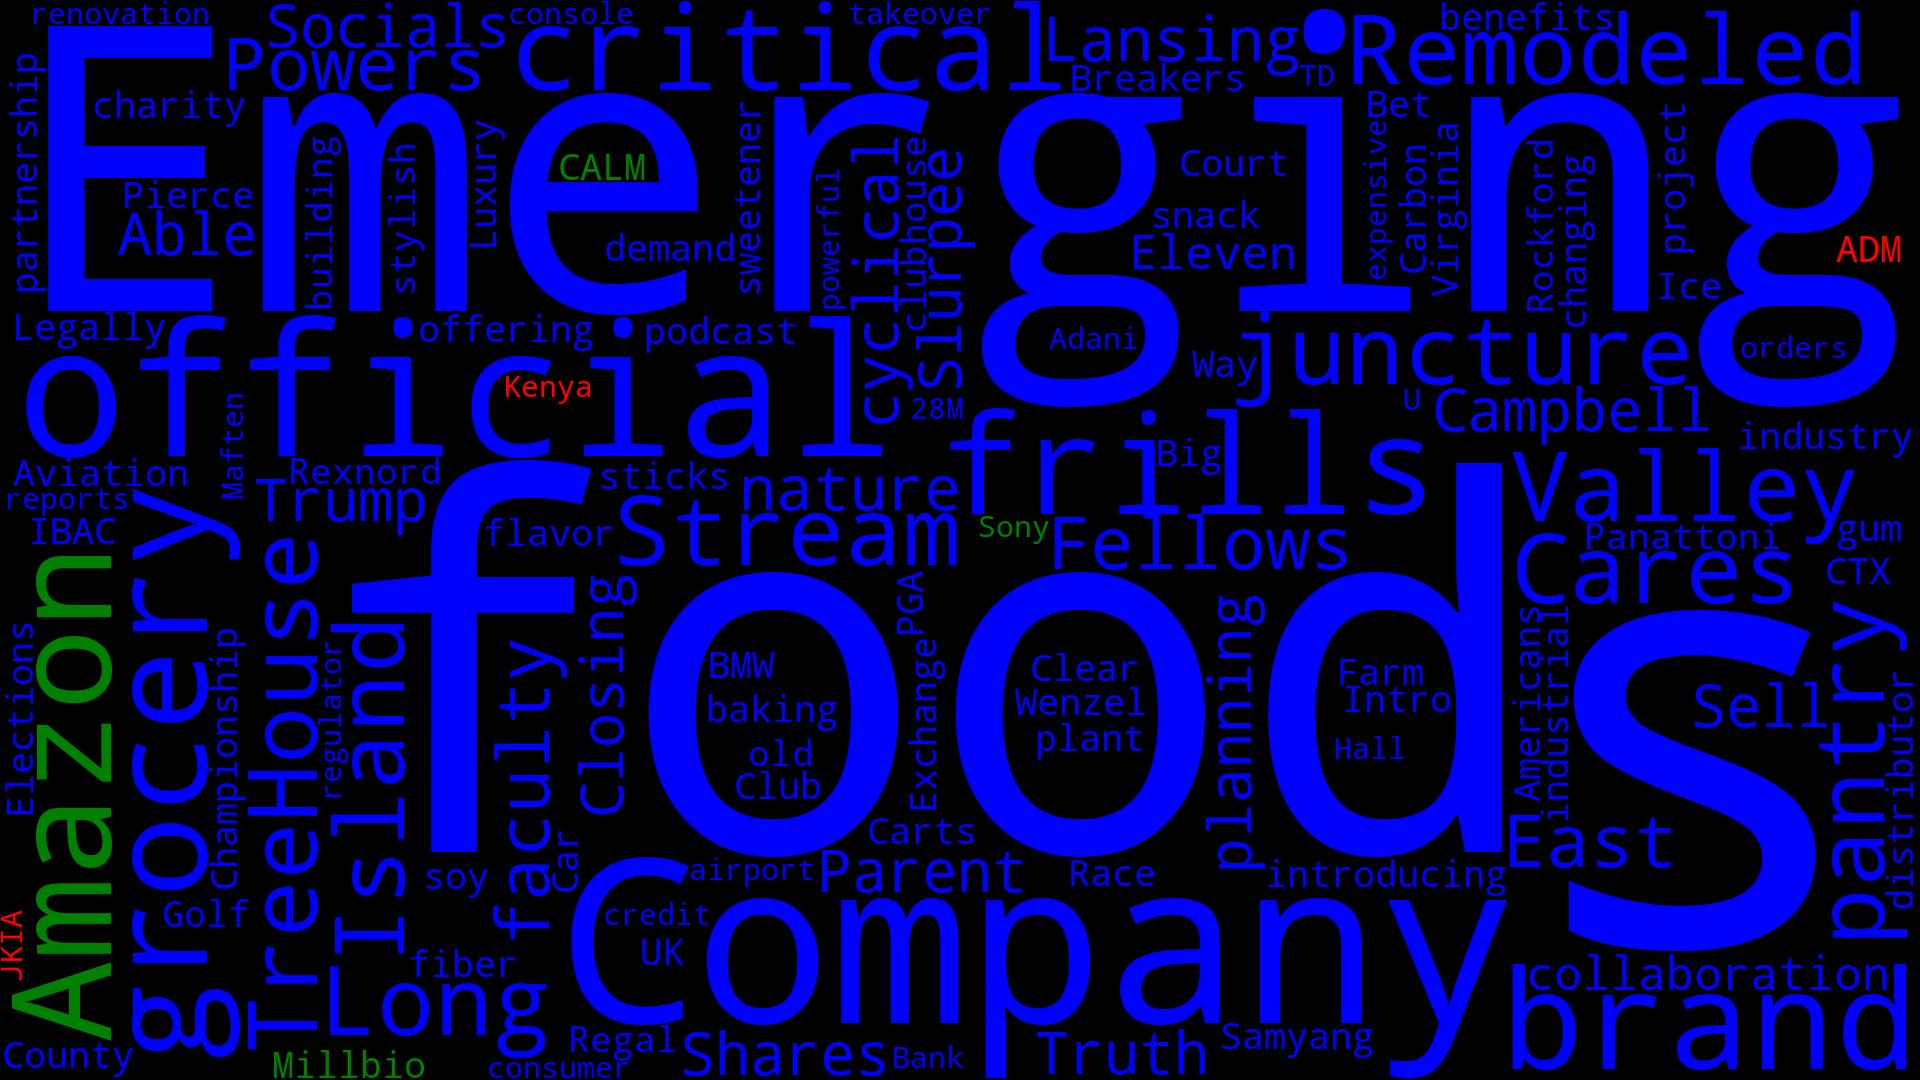 renovation
Socials
console
takeover
benefits
Powers
critical
Lansing
Remodeled
Breakers
TD
partnership
charity
Emerging
Bet
building
stylish
Luxury
CALM
sweetener
powerful
cyclical
clubhouse
Slurpee
Court
expensive
Carbon
Virginia
Rockford
changing
project
Pierce
Able
demand
snack
Eleven
ADM
Ice
Legally
offering
podcast
official
Kenya
Adani
Way
juncture
orders
28M
U
Campbell
Maften
frills
Big
industry
Aviation
Rexnord
sticks
nature
Valley
reports
Trump
IBAC
flavor
Stream
Sony
Fellows
Panattoni
gum
Cares
CTX
Amazon
grocery
TreeHouse
Island
foods
Closing
PGA
planning
Americans
industrial
pantry
Elections
Championship
regulator
faculty
BMW
baking
old
Club
Exchange
Clear
Wenzel
plant
Farm
Intro
Hall
Sell
distributor
Carts
East
Car
soy
airport
Parent
Race
introducing
JKIA
Golf
Company
credit
UK
fiber
Long
collaboration
brand
County
Millbio
Regal
consumer
Shares
Bank
Truth
Samyang